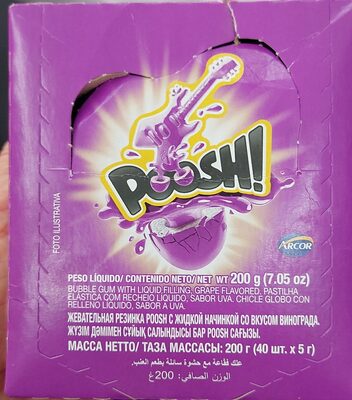 POOSH!
ARCOR
FOTO ILUSTRATIVA
PESO LÍQUIDO/ CONTENIDO NETO/ NET WT 200 g (7.05 oz)
BUBBLE GUM WITH LIQUID FILLING, GRAPE FLAVORED. PASTILHA
ELÁSTICA COM RECHEIO LIQUIDO, SABOR UVA. CHICLE GLOBO CON
RELLENO LIQUIDO, SABOR A UVA.
ЖЕВАТЕЛЬНАЯ РЕЗИНКА POOSH С ЖИДКОЙ НАЧИНКОЙ СО ВКУСОМ ВИНОГРАДА.
ЖҮЗІМ ДӘМІМЕН СҰЙЫҚ САЛЫНДЫСЫ БАР POOSH САҒЫЗЫ.
МАССА НЕТТО/ ТАЗА МАССАСЫ: 200 г (40 шт. х 5 г)
علك فقاعة مع حشوة سائلة بطعم العنب.
الوزن الصافي: 200غ